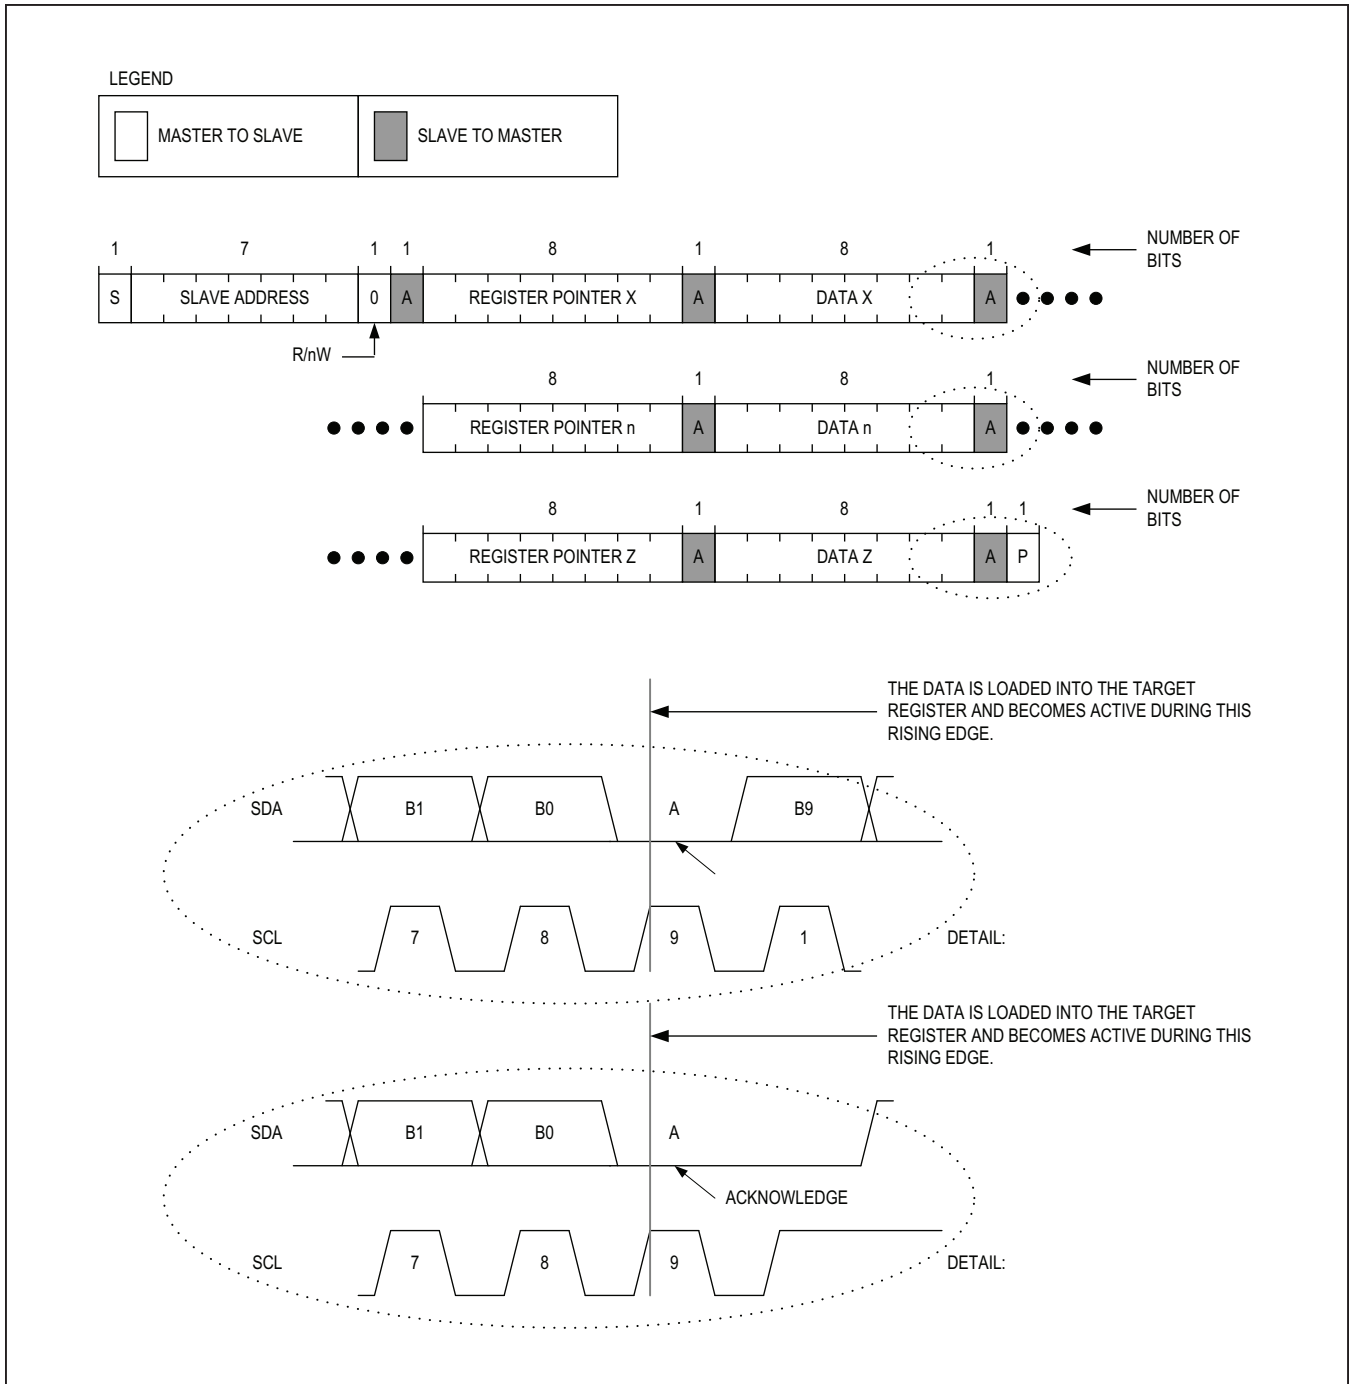 LEGEND
MASTER TO SLAVE
SLAVE TO MASTER
1 7 1 1 8 1 8 1
NUMBER OF
BITS
S SLAVE ADDRESS 0 A REGISTER POINTER X A DATA X A
R/nW
8 1 8 1
NUMBER OF
BITS
REGISTER POINTER n A DATA n A
8 1 8 1 1
NUMBER OF
BITS
REGISTER POINTER Z A DATA Z A P
THE DATA IS LOADED INTO THE TARGET
REGISTER AND BECOMES ACTIVE DURING THIS
RISING EDGE.
SDA B1 B0 A B9
SCL 7 8 9 1 DETAIL:
THE DATA IS LOADED INTO THE TARGET
REGISTER AND BECOMES ACTIVE DURING THIS
RISING EDGE.
SDA B1 B0 A
ACKNOWLEDGE
SCL 7 8 9 DETAIL: